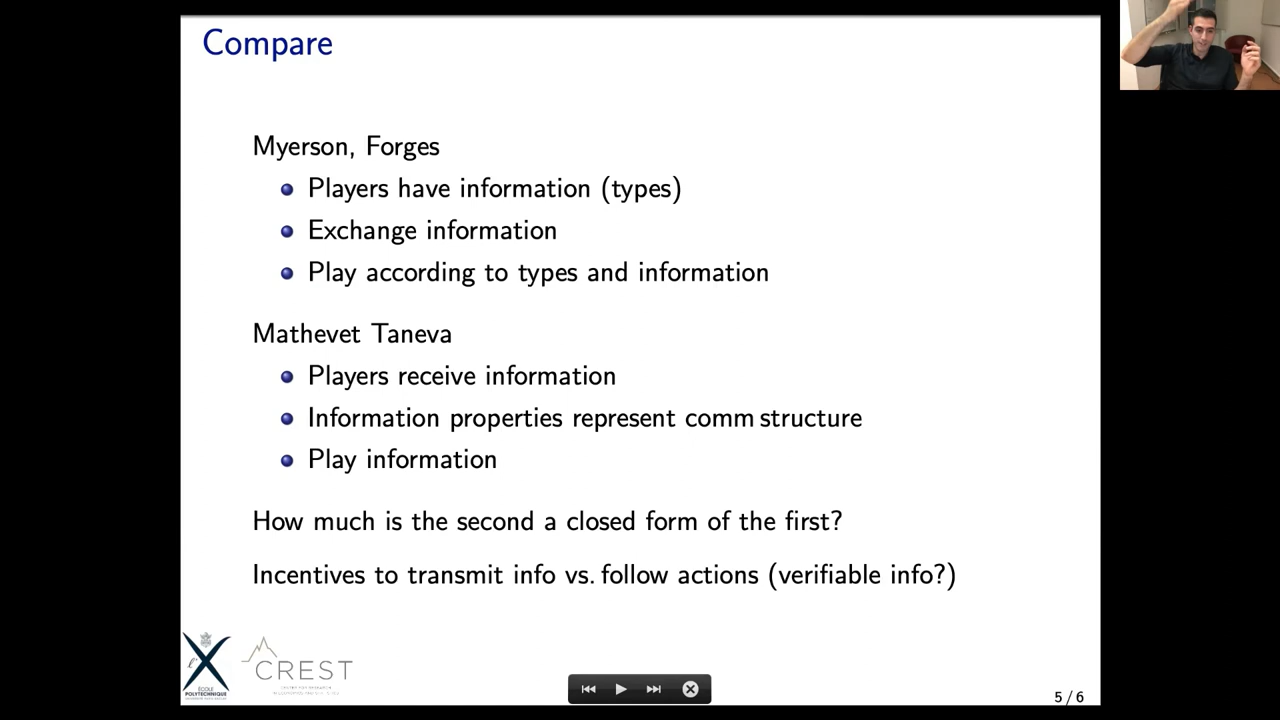 Compare
Myerson, Forges
Players have information (types)
Exchange information
Play according to types and information
Mathevet Taneva
Players receive information
Information properties represent comm structure
Play information
How much is the second a closed form of the first?
Incentives to transmit info vs. follow actions (verifiable info?)
ÉCOLE
POLYTECHNIQUE
CREST
5 / 6